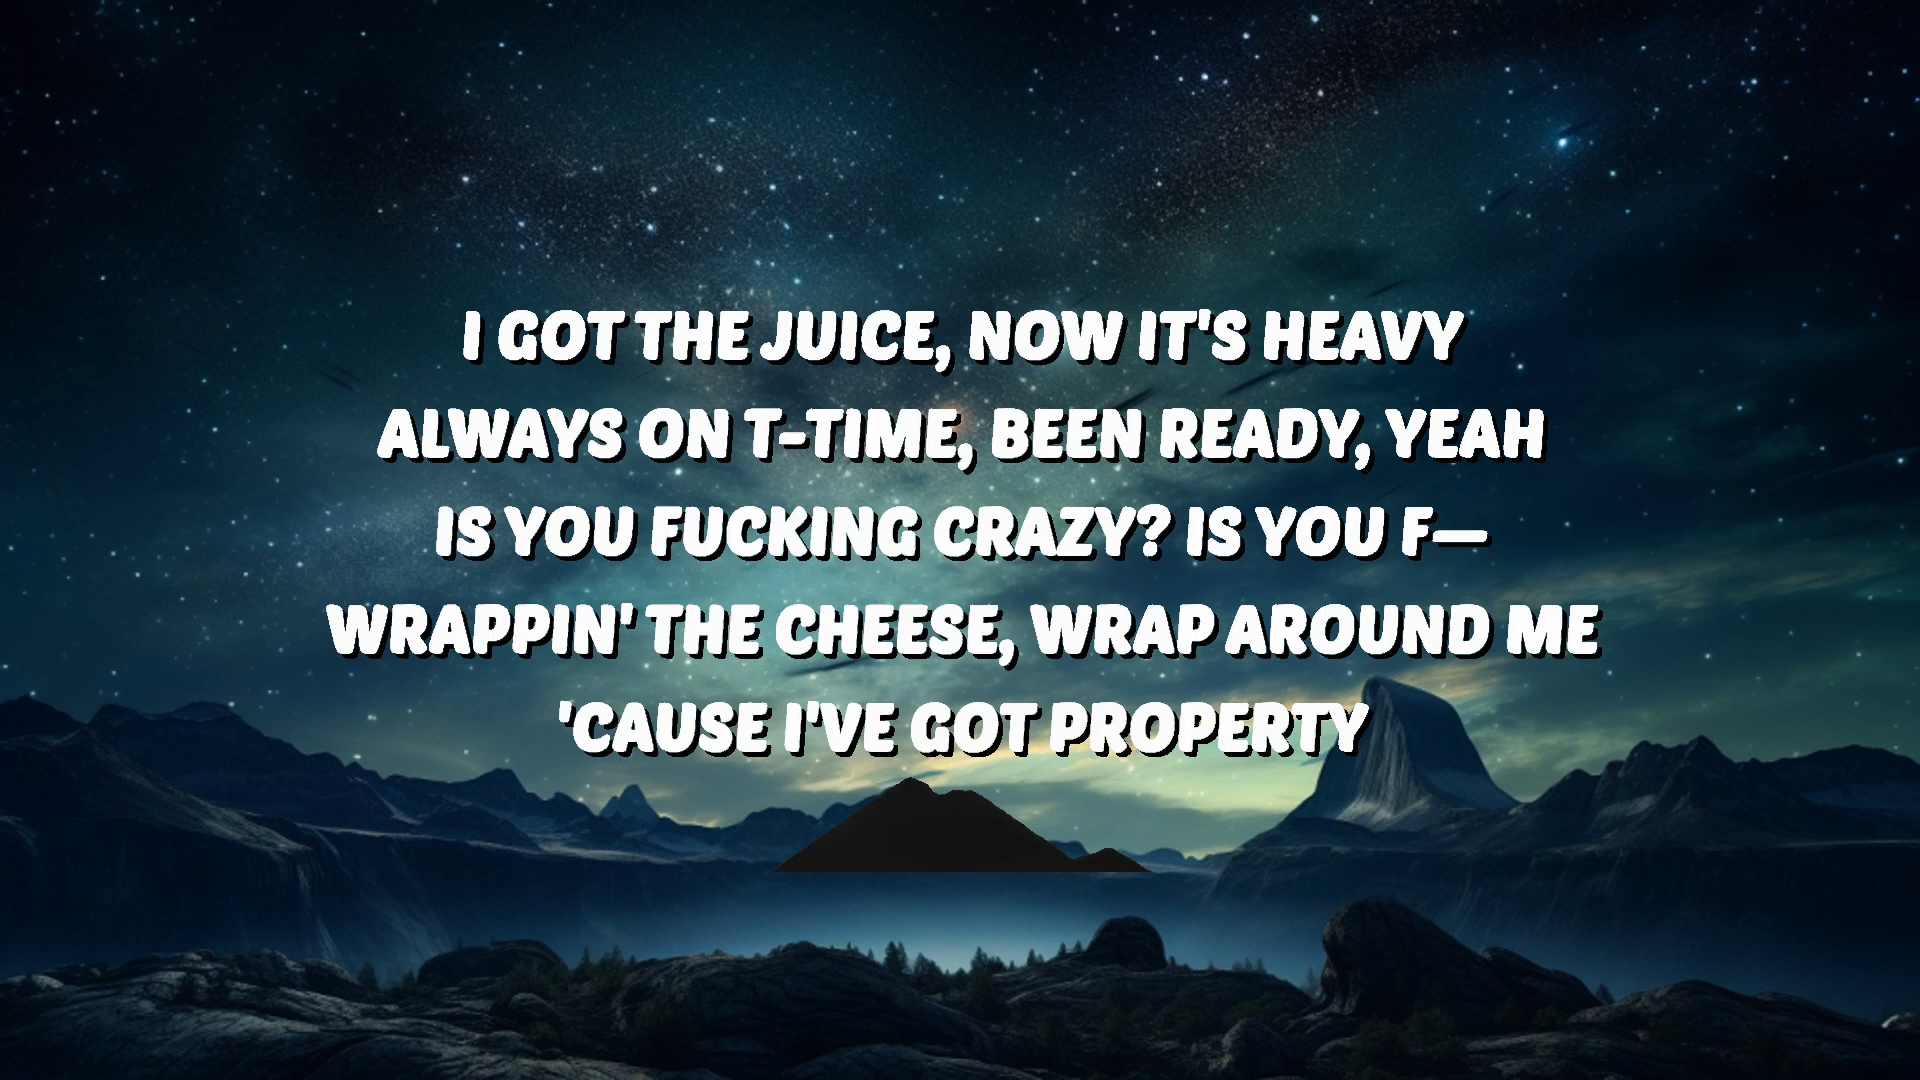 I GOT THE JUICE, NOW IT'S HEAVY
ALWAYS ON T-TIME, BEEN READY, YEAH
IS YOU FUCKING CRAZY? IS YOU F—
WRAPPIN' THE CHEESE, WRAP AROUND ME
'CAUSE I'VE GOT PROPERTY